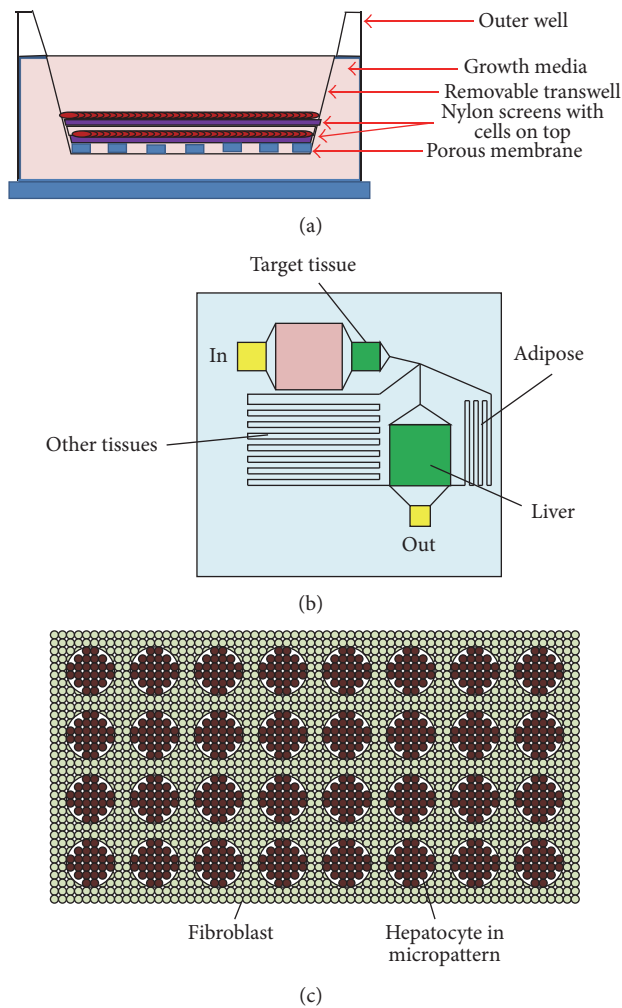 Outer well
Growth media
Removable transwell
Nylon screens with
cells on top
Porous membrane
(a)
Target tissue
In
Adipose
Other tissues
Liver
Out
(b)
Fibroblast
Hepatocyte in
micropattern
(c)